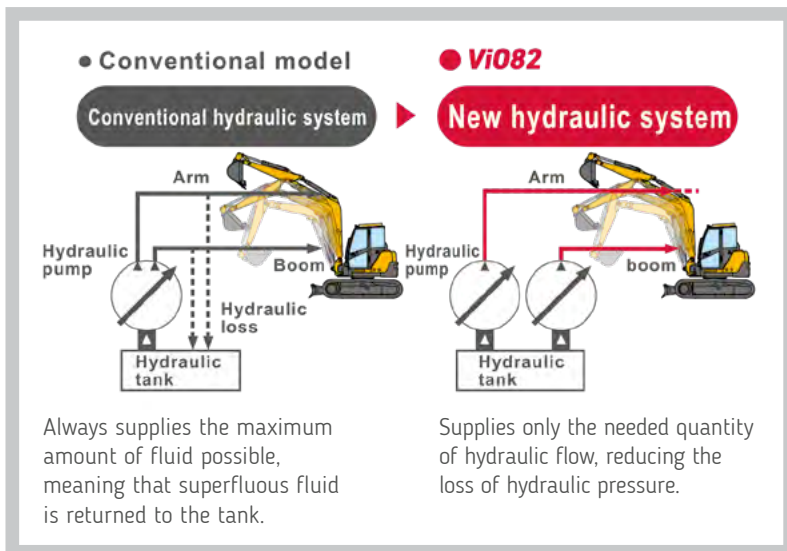 ● Conventional model
Conventional hydraulic system
Arm
Hydraulic
pump
Boom
Hydraulic
loss
Hydraulic
tank
Always supplies the maximum
amount of fluid possible,
meaning that superfluous fluid
is returned to the tank.
● ViO82
New hydraulic system
Arm
Hydraulic
pump
boom
Hydraulic
tank
Supplies only the needed quantity
of hydraulic flow, reducing the
loss of hydraulic pressure.